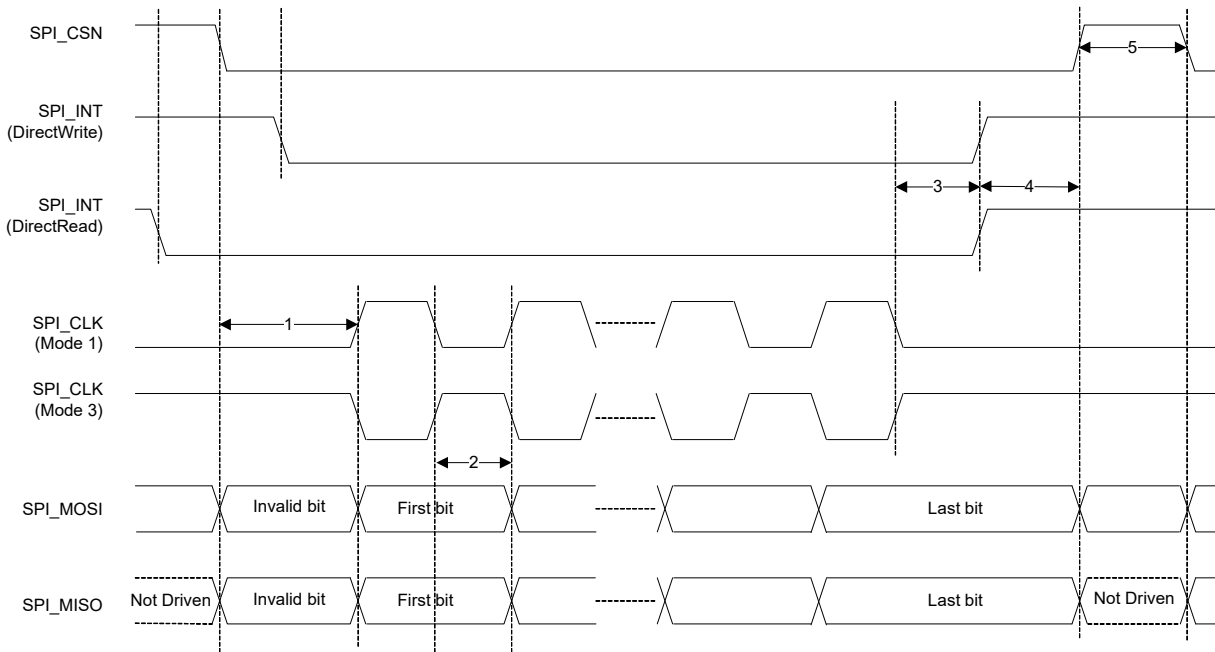 SPI_CSN
5
SPI_INT
(DirectWrite)
3
4
SPI_INT
(DirectRead)
SPI_CLK
(Mode 1)
1
SPI_CLK
(Mode 3)
2
SPI_MOSI
Invalid bit
First bit
Last bit
SPI_MISO
Not Driven
Invalid bit
First bit
Last bit
Not Driven